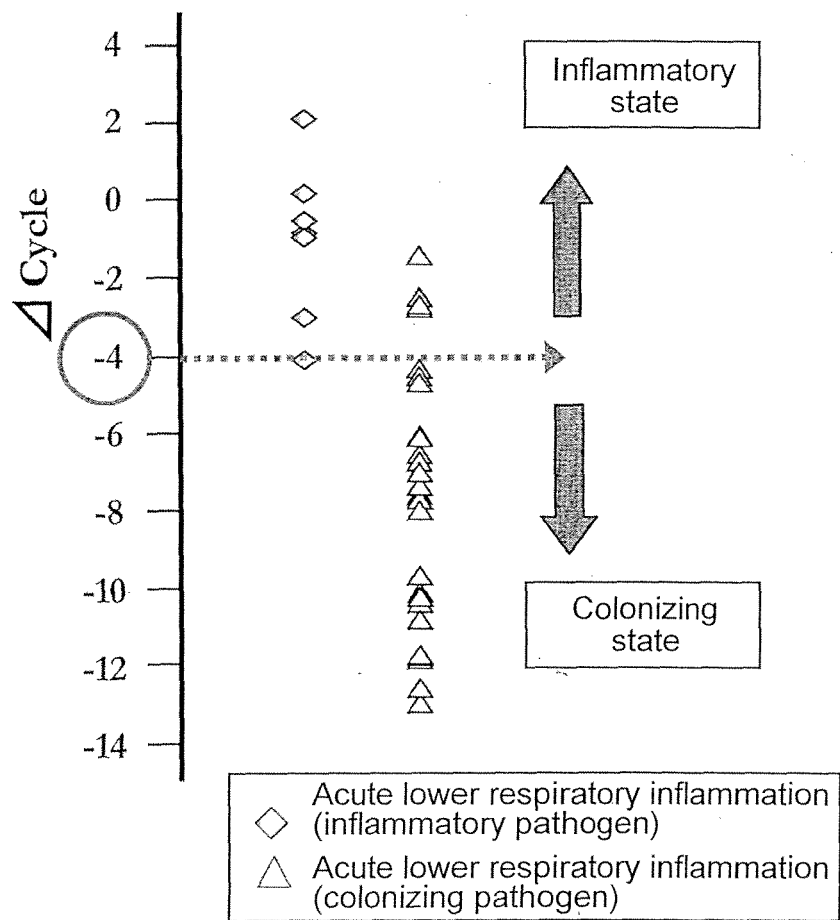 4
2
0
-2
-4
-6
-8
-10
-12
-14
⊿ Cycle
Inflammatory
state
Colonizing
state
Acute lower respiratory inflammation
(inflammatory pathogen)
Acute lower respiratory inflammation
(colonizing pathogen)